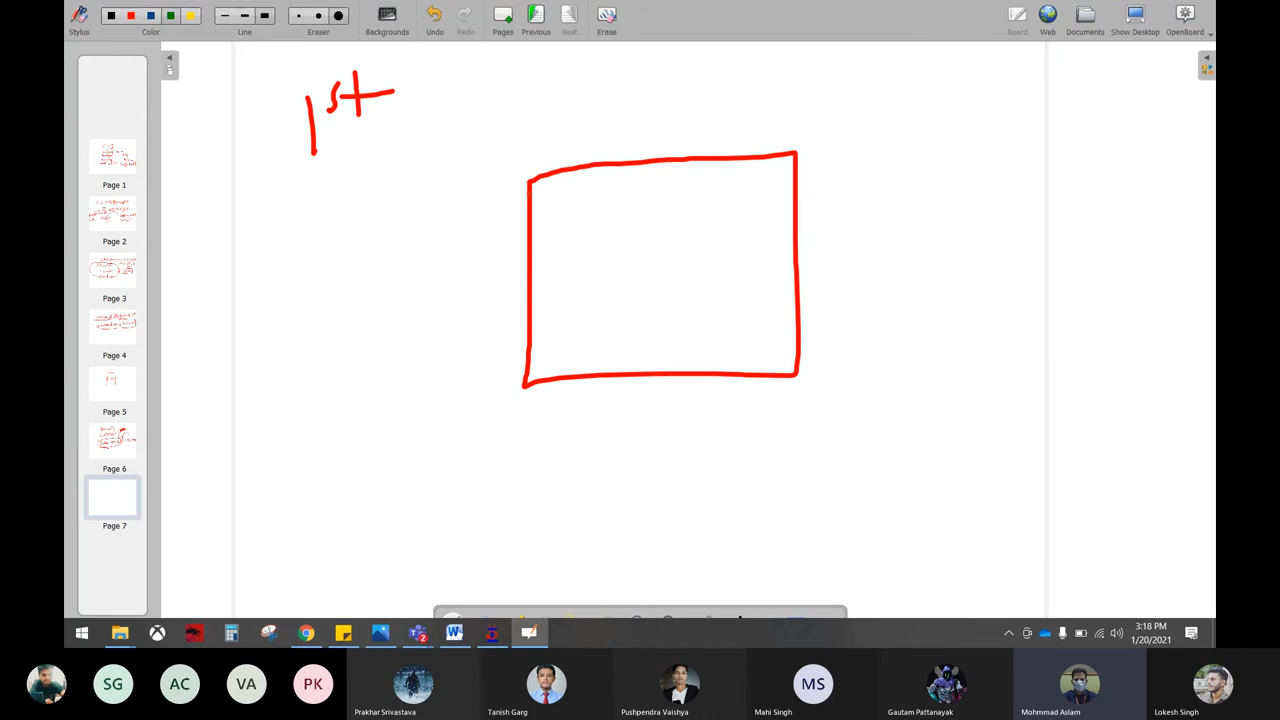 Stylus
Color
Line
Eraser
Backgrounds
Undo
Redo
Pages
Previous
Next
Erase
Board
Web
Documents
Show Desktop
OpenBoard
1st
Page 1
Page 2
Page 3
Page 4
Page 5
Page 6
Page 7
2
3:18 PM
1/20/2021
SG
AC
VA
PK
MS
Prakhar Srivastava
Tanish Garg
Pushpendra Vaishya
Mahi Singh
Gautam Pattanayak
Mohmmad Aslam
Lokesh Singh